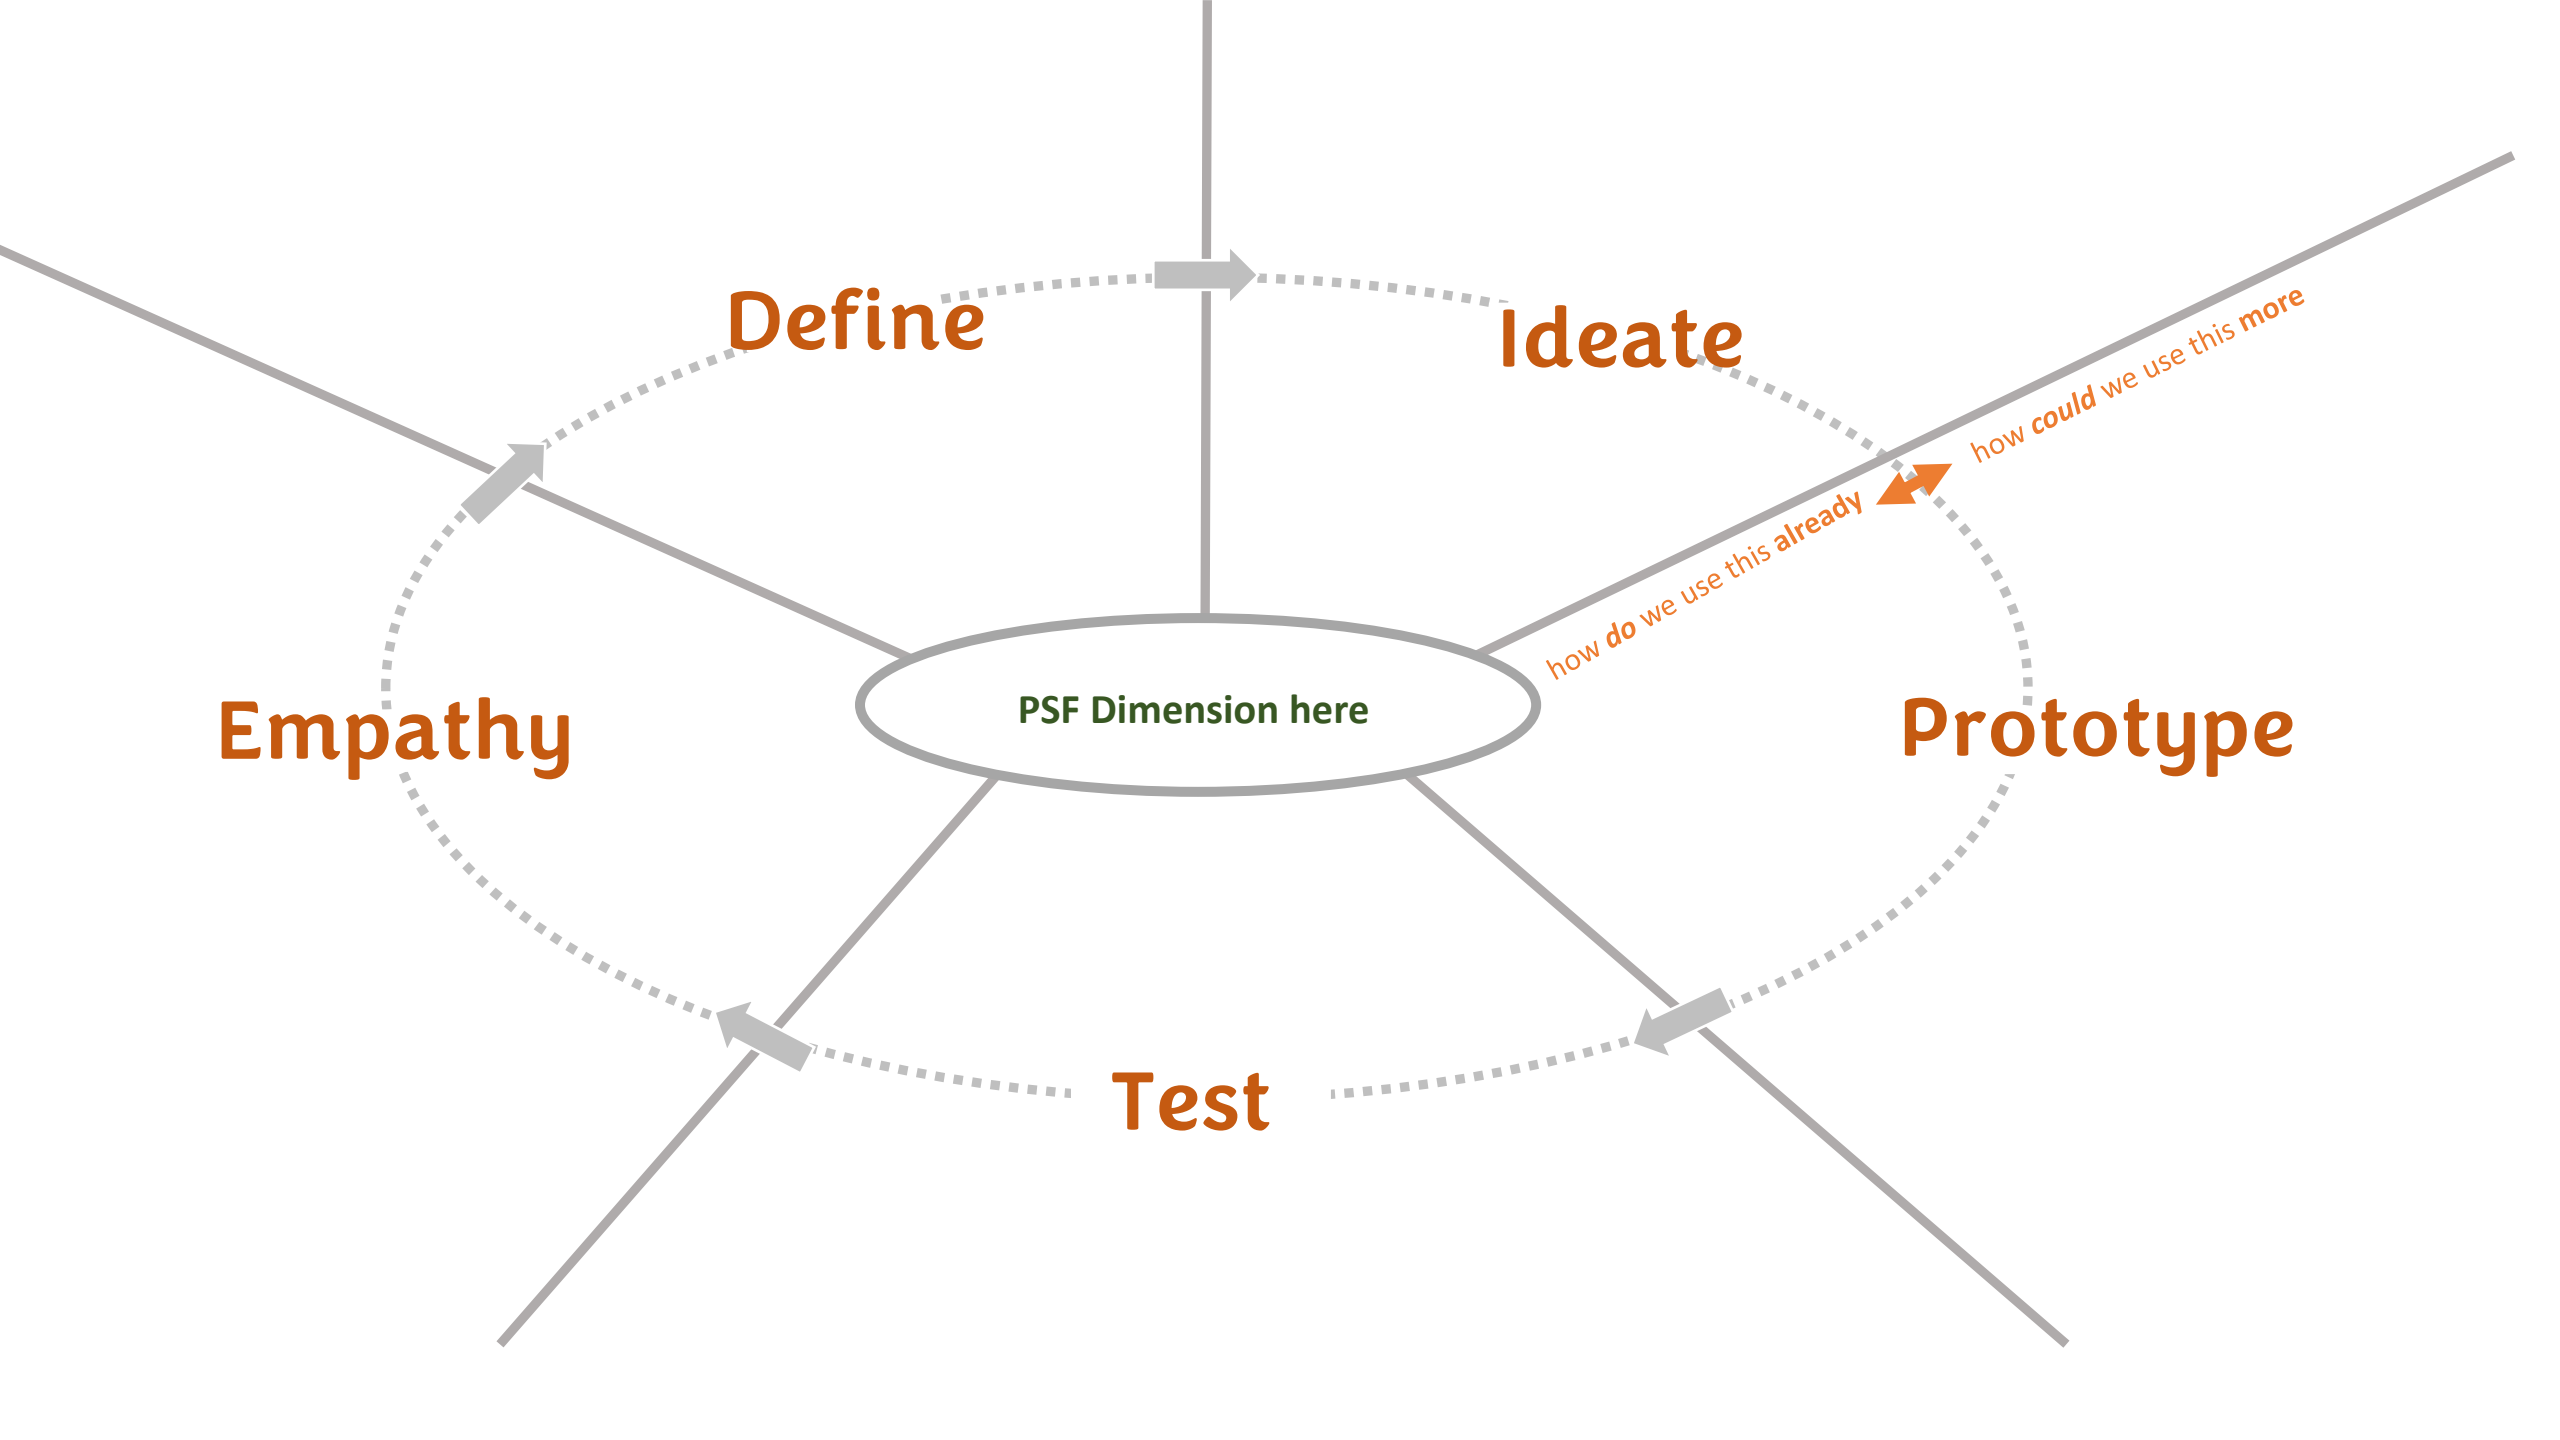 Define
Ideate
how could we use this more
how do we use this already
PSF Dimension here
Empathy
Prototype
Test